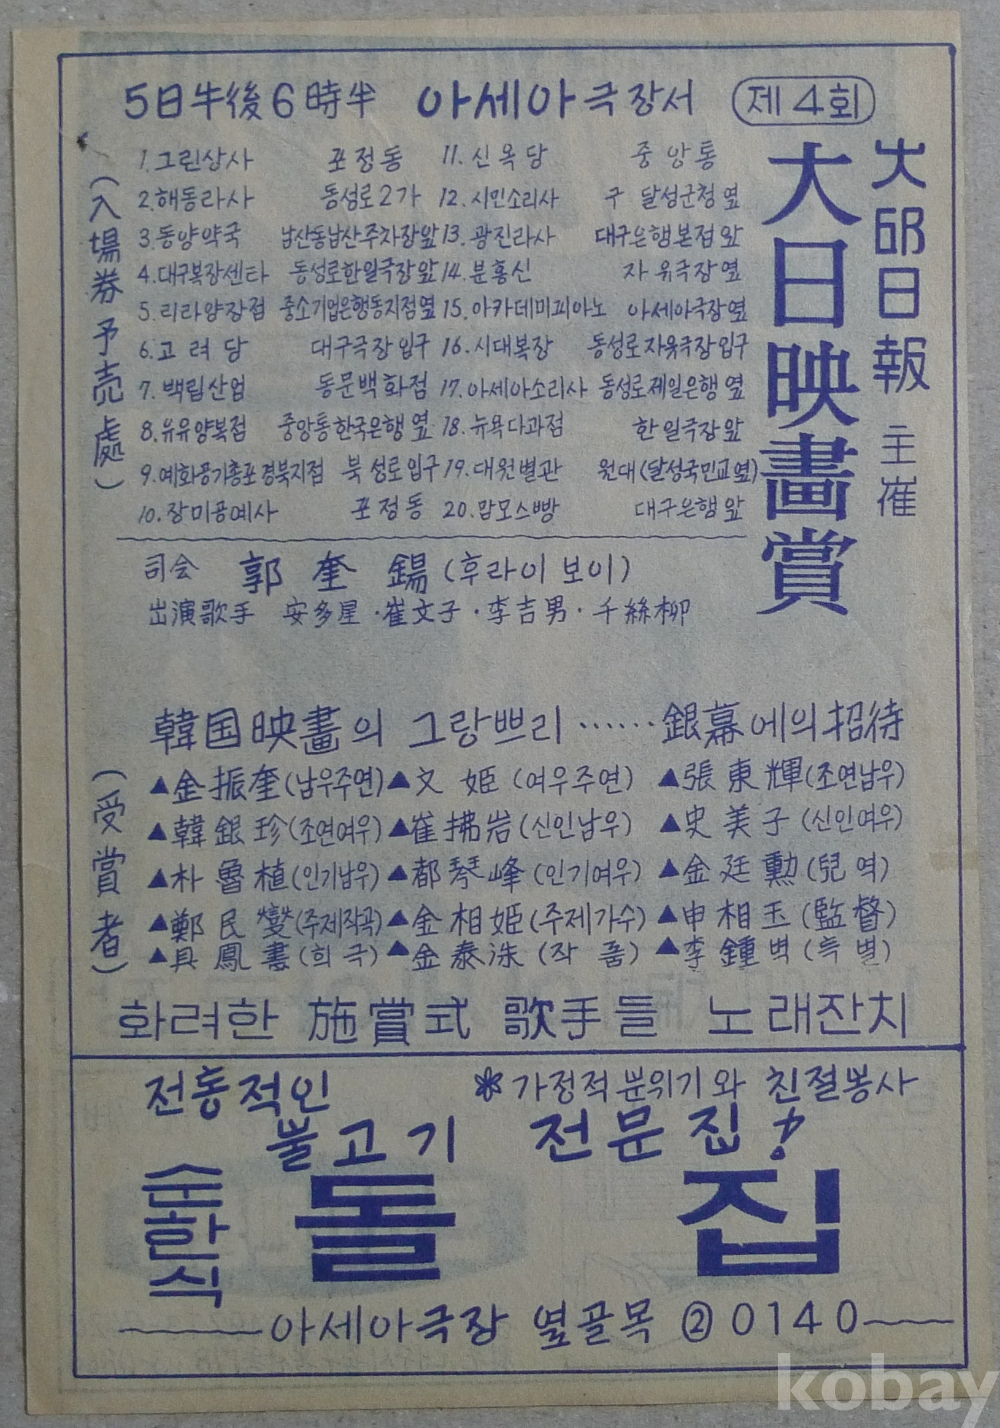 5日午後6時半 아세아극장서 제4회
大邱日報 主催
大日映畫賞
(入場券予売處)
1.그린상사 포정동
2.해동라사 동성로2가
3.동양약국 남산동남산주차장앞
4.대구복장센타 동성로한일극장앞
5.리라양장점 중소기업은행동지점옆
6.고려당 대구극장입구
7.백림산업 동문백화점
8.유유양복점 중앙통한국은행옆
9.예화공기총포경북지점 북성로입구
10.장미공예사 포정동
11.신옥당 중앙통
12.시민소리사 구 달성군청옆
13.광진라사 대구은행본점앞
14.분홍신 자유극장옆
15.아카데미피아노 아세아극장옆
16.시대복장 동성로자유극장입구
17.아세아소리사 동성로제일은행옆
18.뉴욕다과점 한일극장앞
19.대원별관 원대(달성국민교옆)
20.맘모스빵 대구은행앞
司会 郭奎錫(후라이보이)
出演歌手 安多星·崔文子·李吉男·千絲柳
韓国映畫의 그랑쁘리……銀幕에의招待
(受賞者)
▲金振奎(남우주연)▲文姫(여우주연)▲張東輝(조연남우)
▲韓銀珍(조연여우)▲崔拂岩(신인남우)▲史美子(신인여우)
▲朴魯植(인기남우)▲都琴峰(인기여우)▲金廷勳(兒역)
▲鄭民燮(주제작곡)▲金相姫(주제가수)▲申相玉(監督)
▲具鳳書(희극)▲金泰洙(작품)▲李鍾벽(특별)
화려한 施賞式 歌手들 노래잔치
전통적인 ※가정적분위기와 친절봉사
불고기 전문집!
순한식 돌집
아세아극장 옆골목 ②0140
kobay